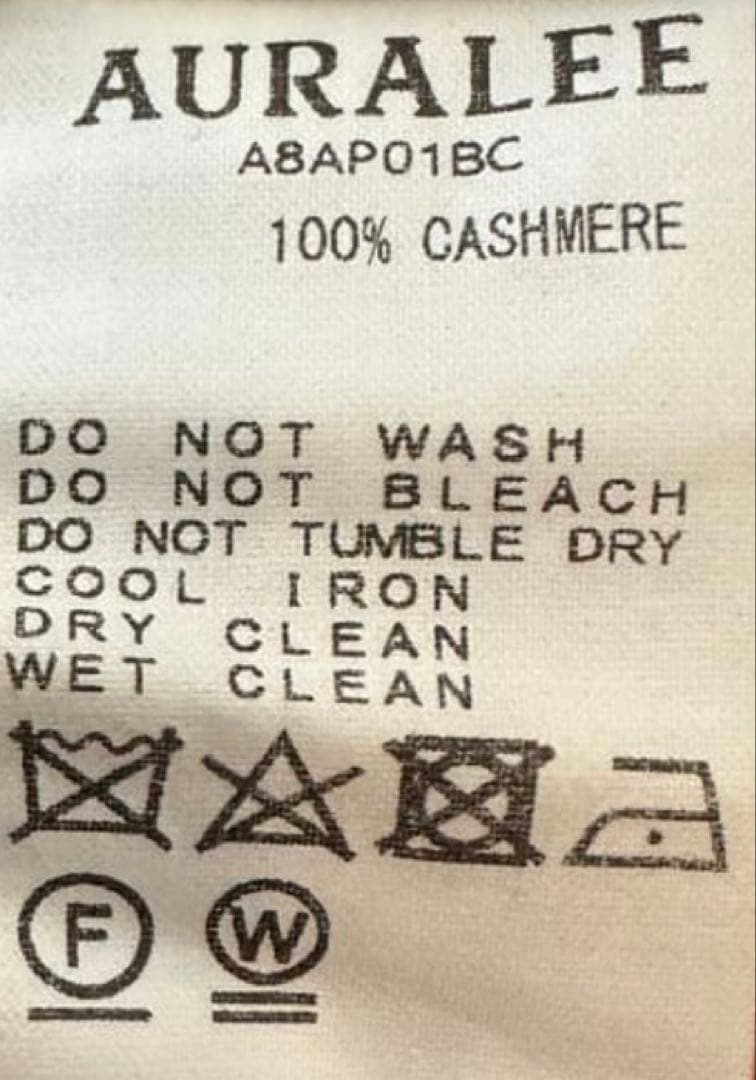 AURALEE
A8AP01BC
100% CASHMERE
DO NOT WASH
DO NOT BLEACH
DO NOT TUMBLE DRY
COOL IRON
DRY CLEAN
WET CLEAN
F W